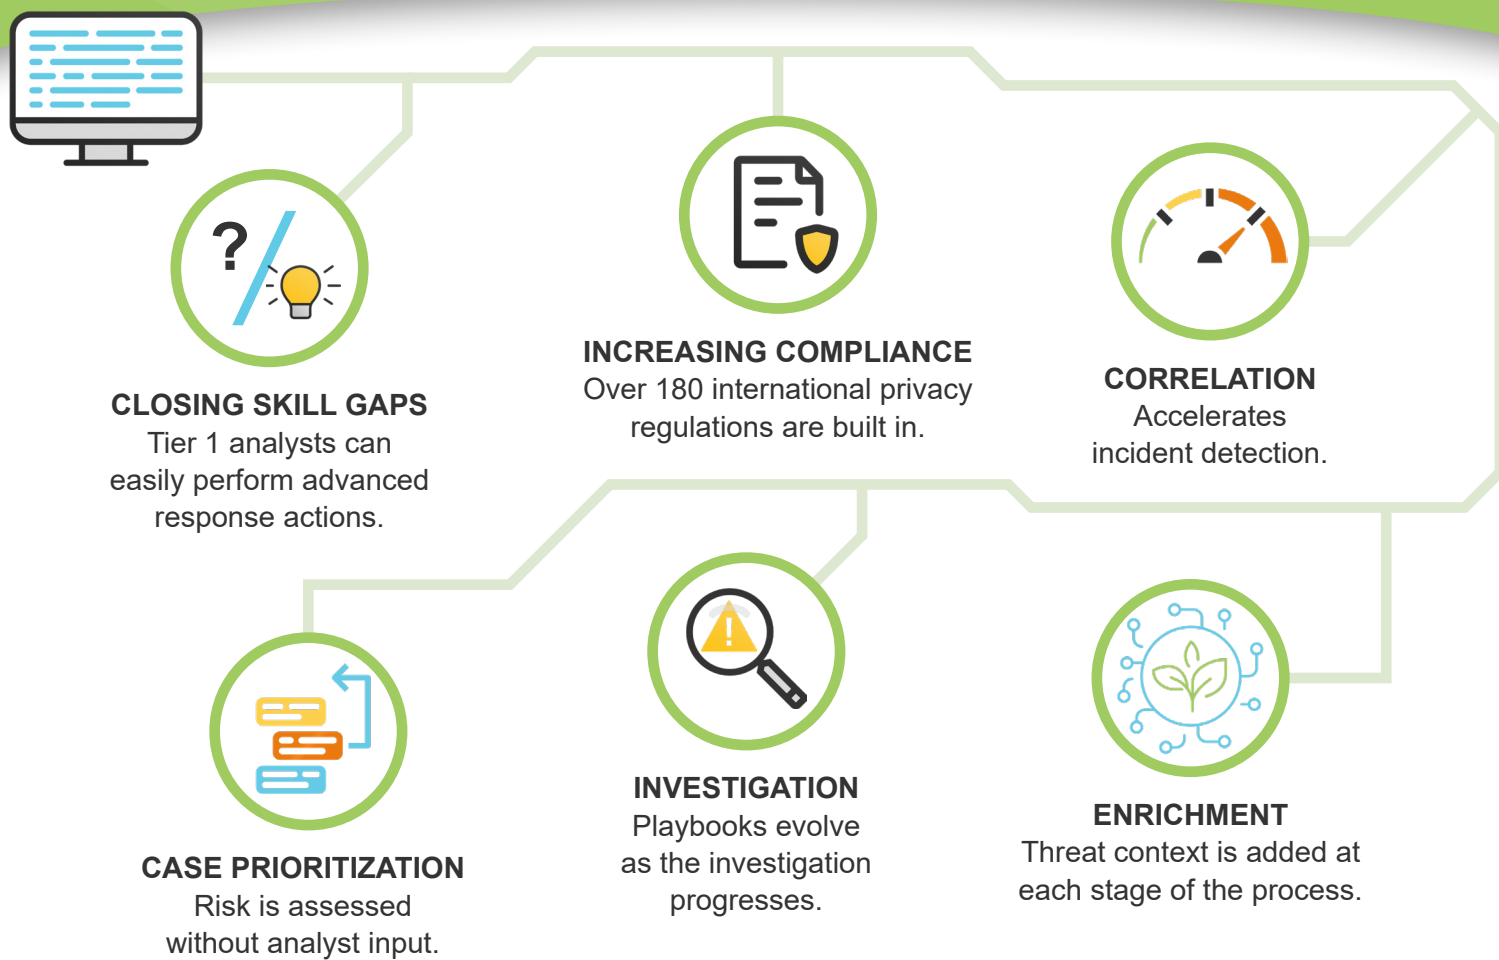 CLOSING SKILL GAPS
Tier 1 analysts can
easily perform advanced
response actions.
INCREASING COMPLIANCE
Over 180 international privacy
regulations are built in.
CORRELATION
Accelerates
incident detection.
CASE PRIORITIZATION
Risk is assessed
without analyst input.
INVESTIGATION
Playbooks evolve
as the investigation
progresses.
ENRICHMENT
Threat context is added at
each stage of the process.